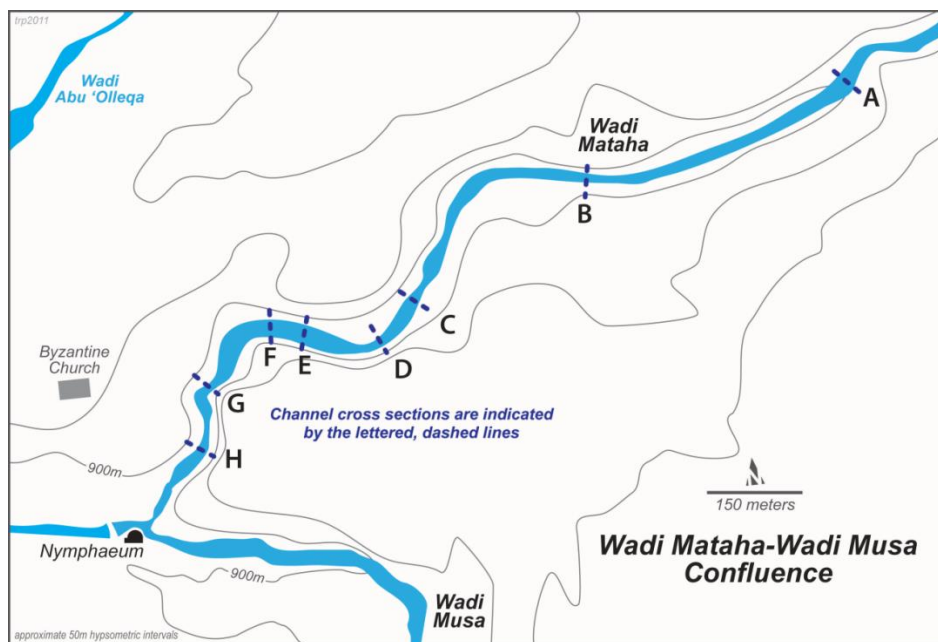 trp2011
Wadi
Abu ‘Olleqa
A
Wadi
Mataha
B
C
D
E
F
G
H
Byzantine
Church
Channel cross sections are indicated
by the lettered, dashed lines
900m
N
150 meters
Nymphaeum
900m
Wadi Mataha-Wadi Musa
Confluence
Wadi
Musa
approximate 50m hypsometric intervals